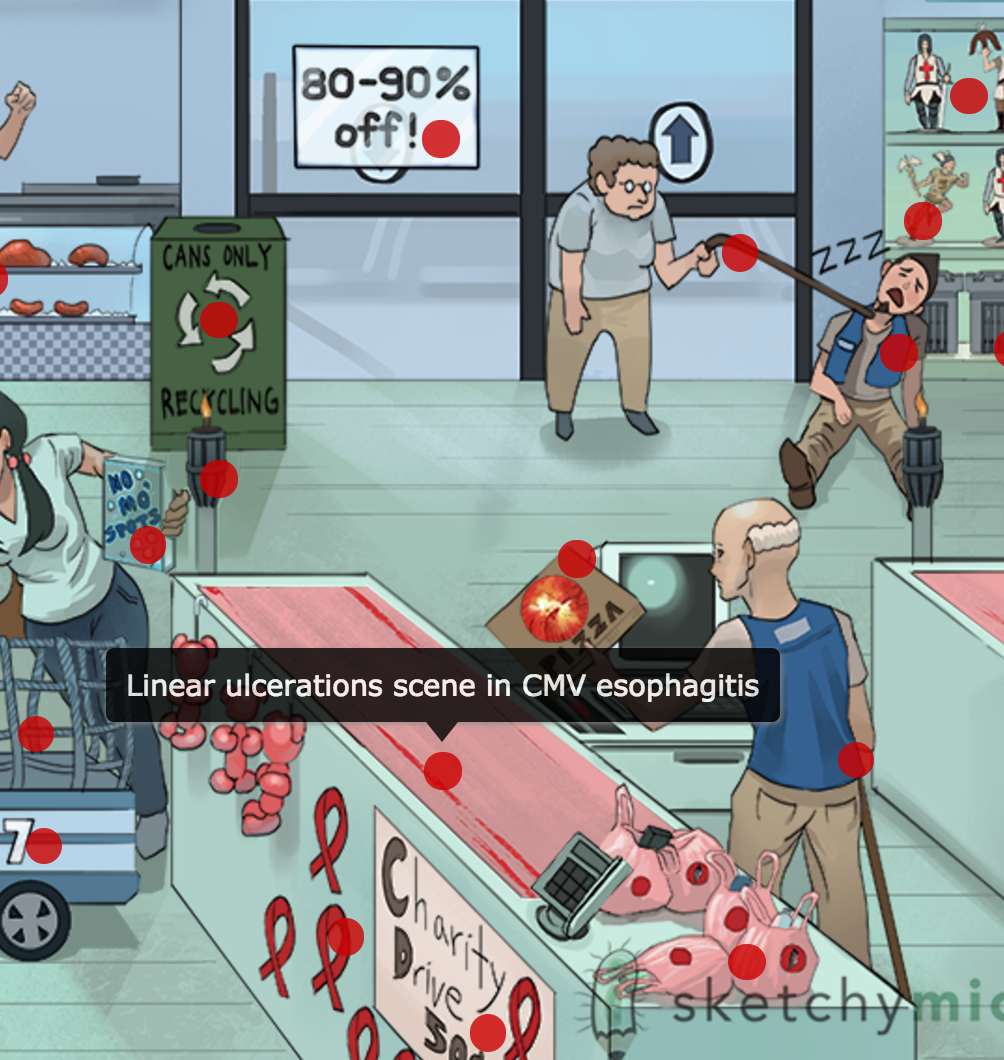 80-90%
off!
CANS ONLY
RECYCLING
ZZZ
NO
MO
SPOTS
PIZZA
Linear ulcerations scene in CMV esophagitis
7
Charity
Drive
sketchymic